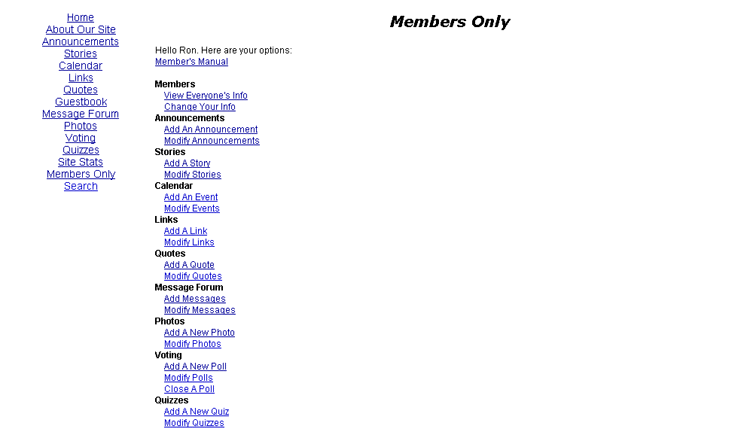 Home
About Our Site
Announcements
Stories
Calendar
Links
Quotes
Guestbook
Message Forum
Photos
Voting
Quizzes
Site Stats
Members Only
Search
Members Only
Hello Ron. Here are your options:
Member's Manual
Members
View Everyone's Info
Change Your Info
Announcements
Add An Announcement
Modify Announcements
Stories
Add A Story
Modify Stories
Calendar
Add An Event
Modify Events
Links
Add A Link
Modify Links
Quotes
Add A Quote
Modify Quotes
Message Forum
Add Messages
Modify Messages
Photos
Add A New Photo
Modify Photos
Voting
Add A New Poll
Modify Polls
Close A Poll
Quizzes
Add A New Quiz
Modify Quizzes